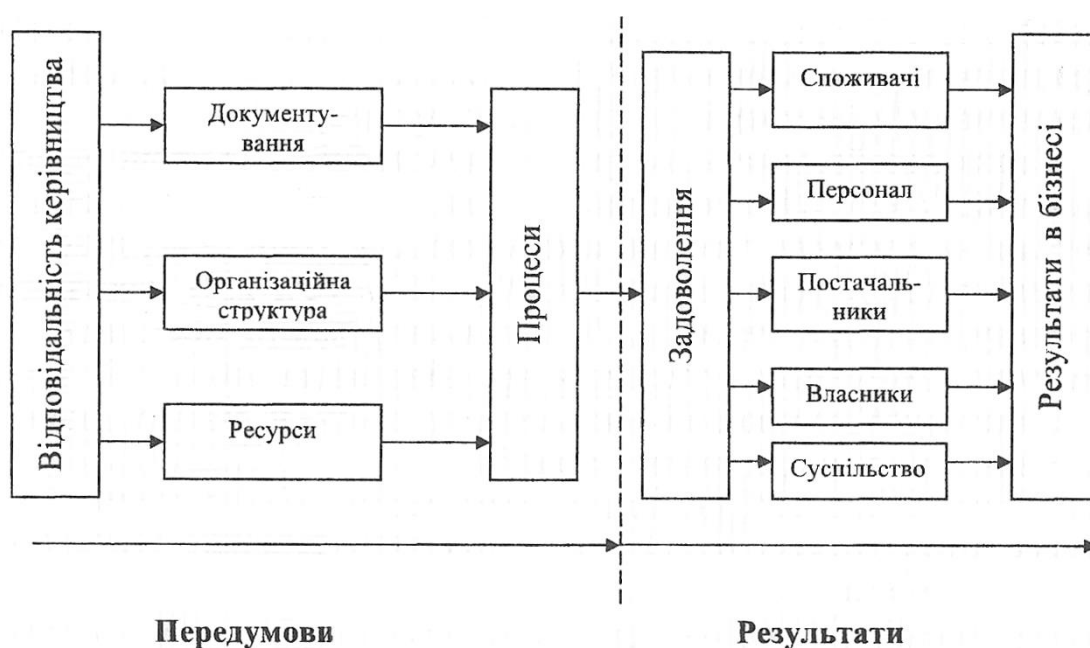 Відповідальність керівництва
Документу-
вання
Організаційна
структура
Ресурси
Процеси
Задоволення
Споживачі
Персонал
Постачаль-
ники
Власники
Суспільство
Результати в бізнесі
Передумови
Результати